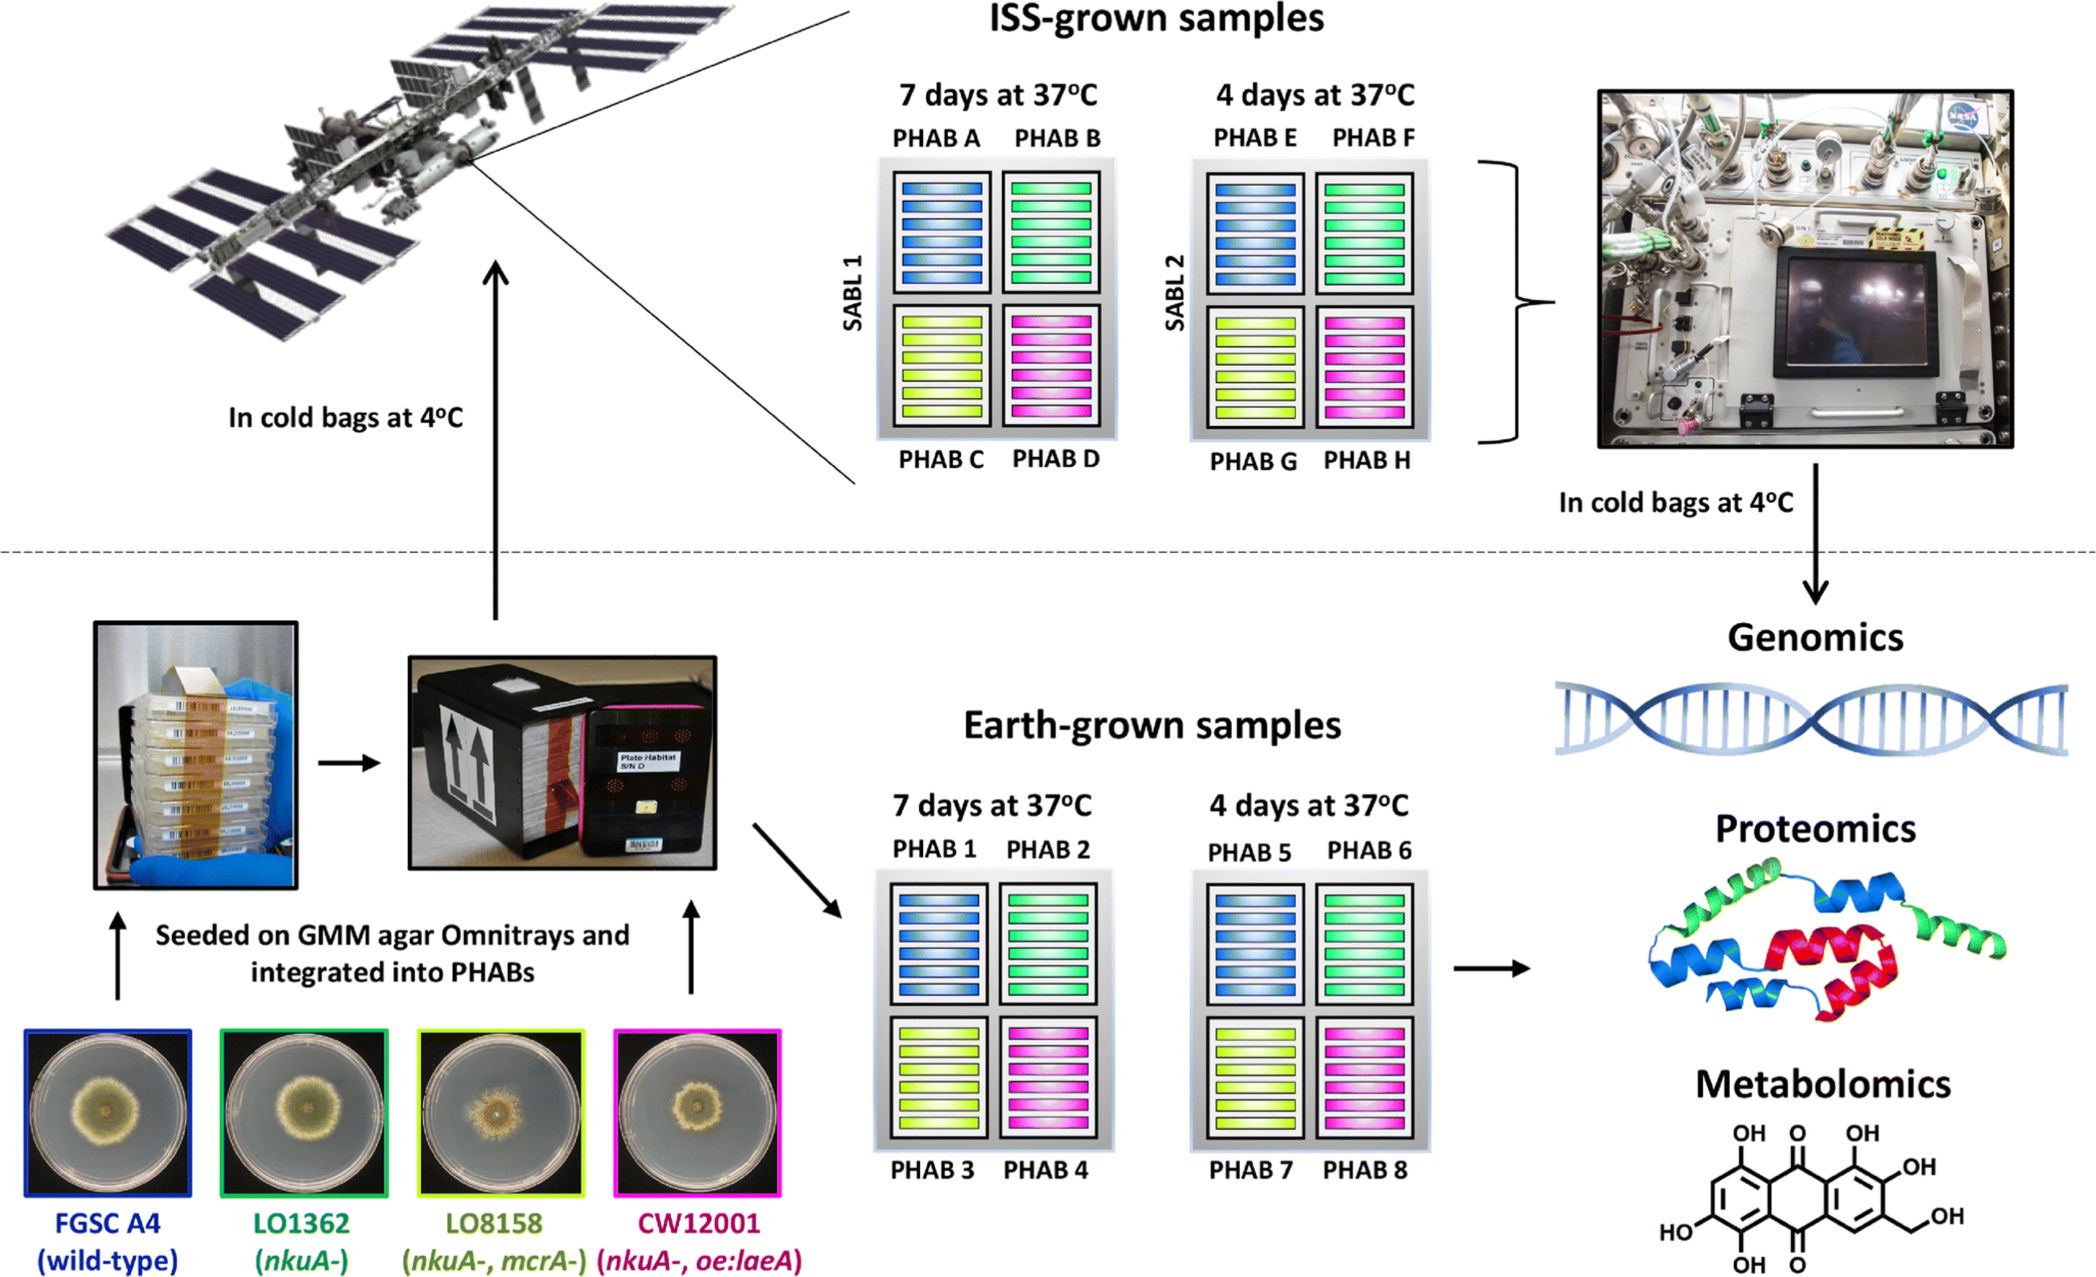 ISS-grown samples
7 days at 37°C
4 days at 37°C
PHAB A
PHAB B
PHAB E
PHAB F
SABL 1
SABL 2
PHAB C
PHAB D
PHAB G
PHAB H
NASA
In cold bags at 4°C
In cold bags at 4°C
Genomics
Proteomics
Metabolomics
OH
O
OH
OH
OH
HO
OH
O
Plate Habitat
S/N D
Seeded on GMM agar Omnitrays and
integrated into PHABs
Earth-grown samples
7 days at 37°C
4 days at 37°C
PHAB 1
PHAB 2
PHAB 5
PHAB 6
PHAB 3
PHAB 4
PHAB 7
PHAB 8
FGSC A4
(wild-type)
LO1362
(nkuA-)
LO8158
(nkuA-, mcrA-)
CW12001
(nkuA-, oe:laeA)